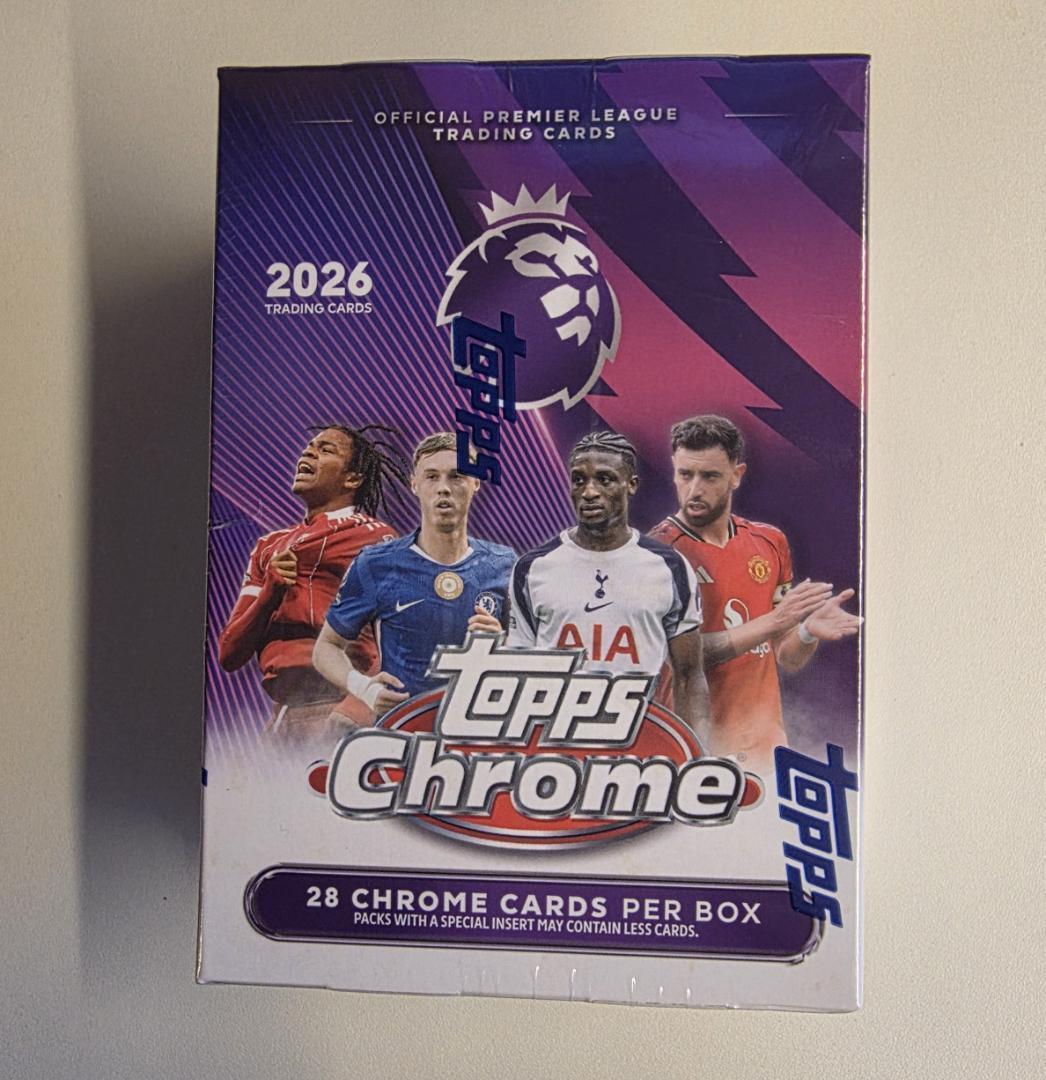 OFFICIAL PREMIER LEAGUE
TRADING CARDS
2026
TRADING CARDS
topps
AIA
topps
Chrome
®
topps
28 CHROME CARDS PER BOX
PACKS WITH A SPECIAL INSERT MAY CONTAIN LESS CARDS.